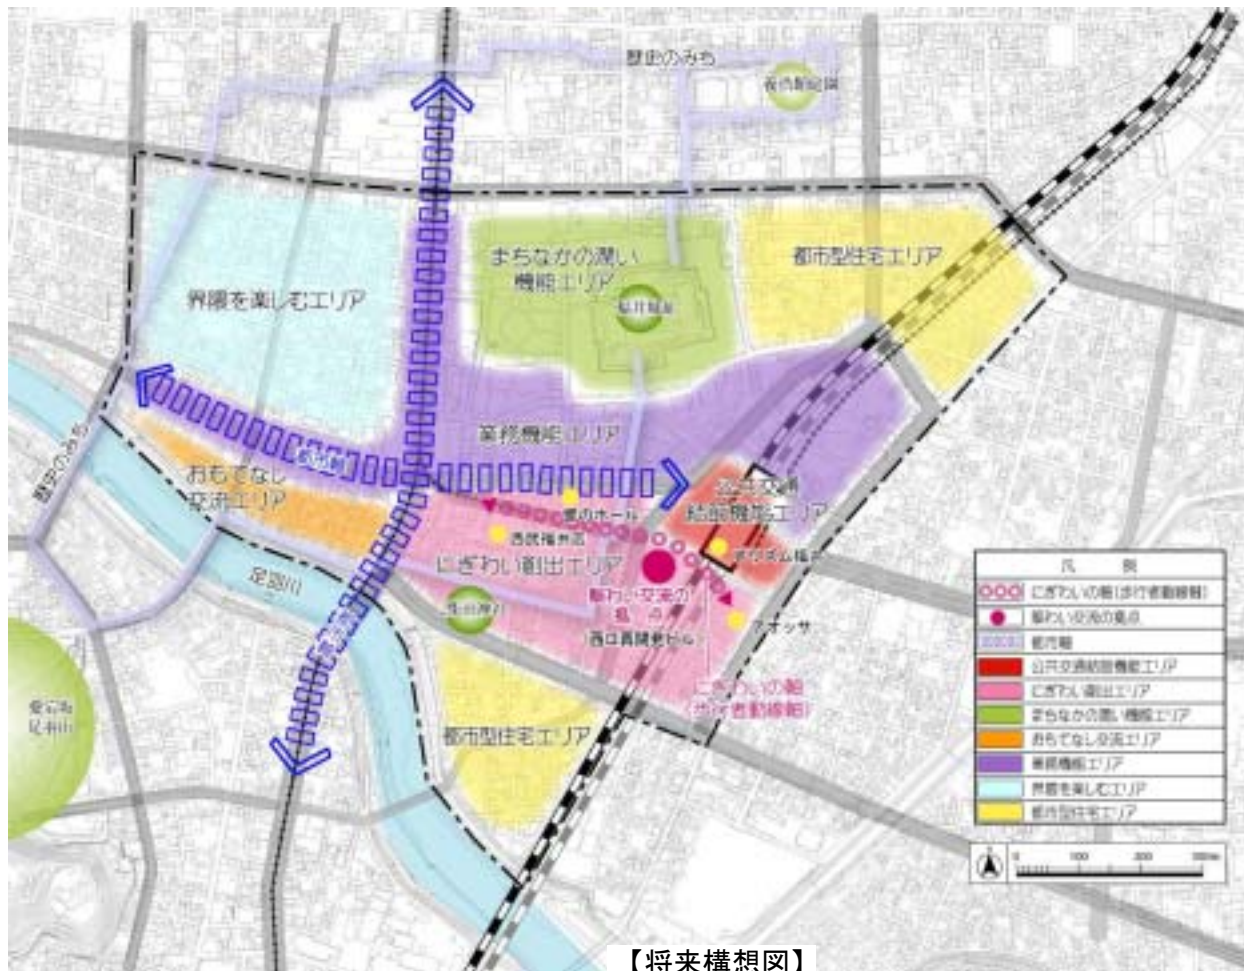 歴史のみち
養浩館庭園
まちなかの潤い
機能エリア
都市型住宅エリア
界隈を楽しむエリア
福井城址
業務機能エリア
都市軸
歴史のみち
おもてなし
交流エリア
公共交通
結節機能エリア
響のホール
西武福井店
プリズム福井
にぎわい創出エリア
足羽川
賑わい交流の
拠 点
(西口再開発ビル)
アオッサ
にぎわいの軸
(歩行者動線軸)
都市型住宅エリア
愛宕坂
足羽山
凡 例
にぎわいの軸(歩行者動線軸)
賑わい交流の拠点
都市軸
公共交通結節機能エリア
にぎわい創出エリア
まちなかの潤い機能エリア
おもてなし交流エリア
業務機能エリア
界隈を楽しむエリア
都市型住宅エリア
0 100 200 300m
【将来構想図】